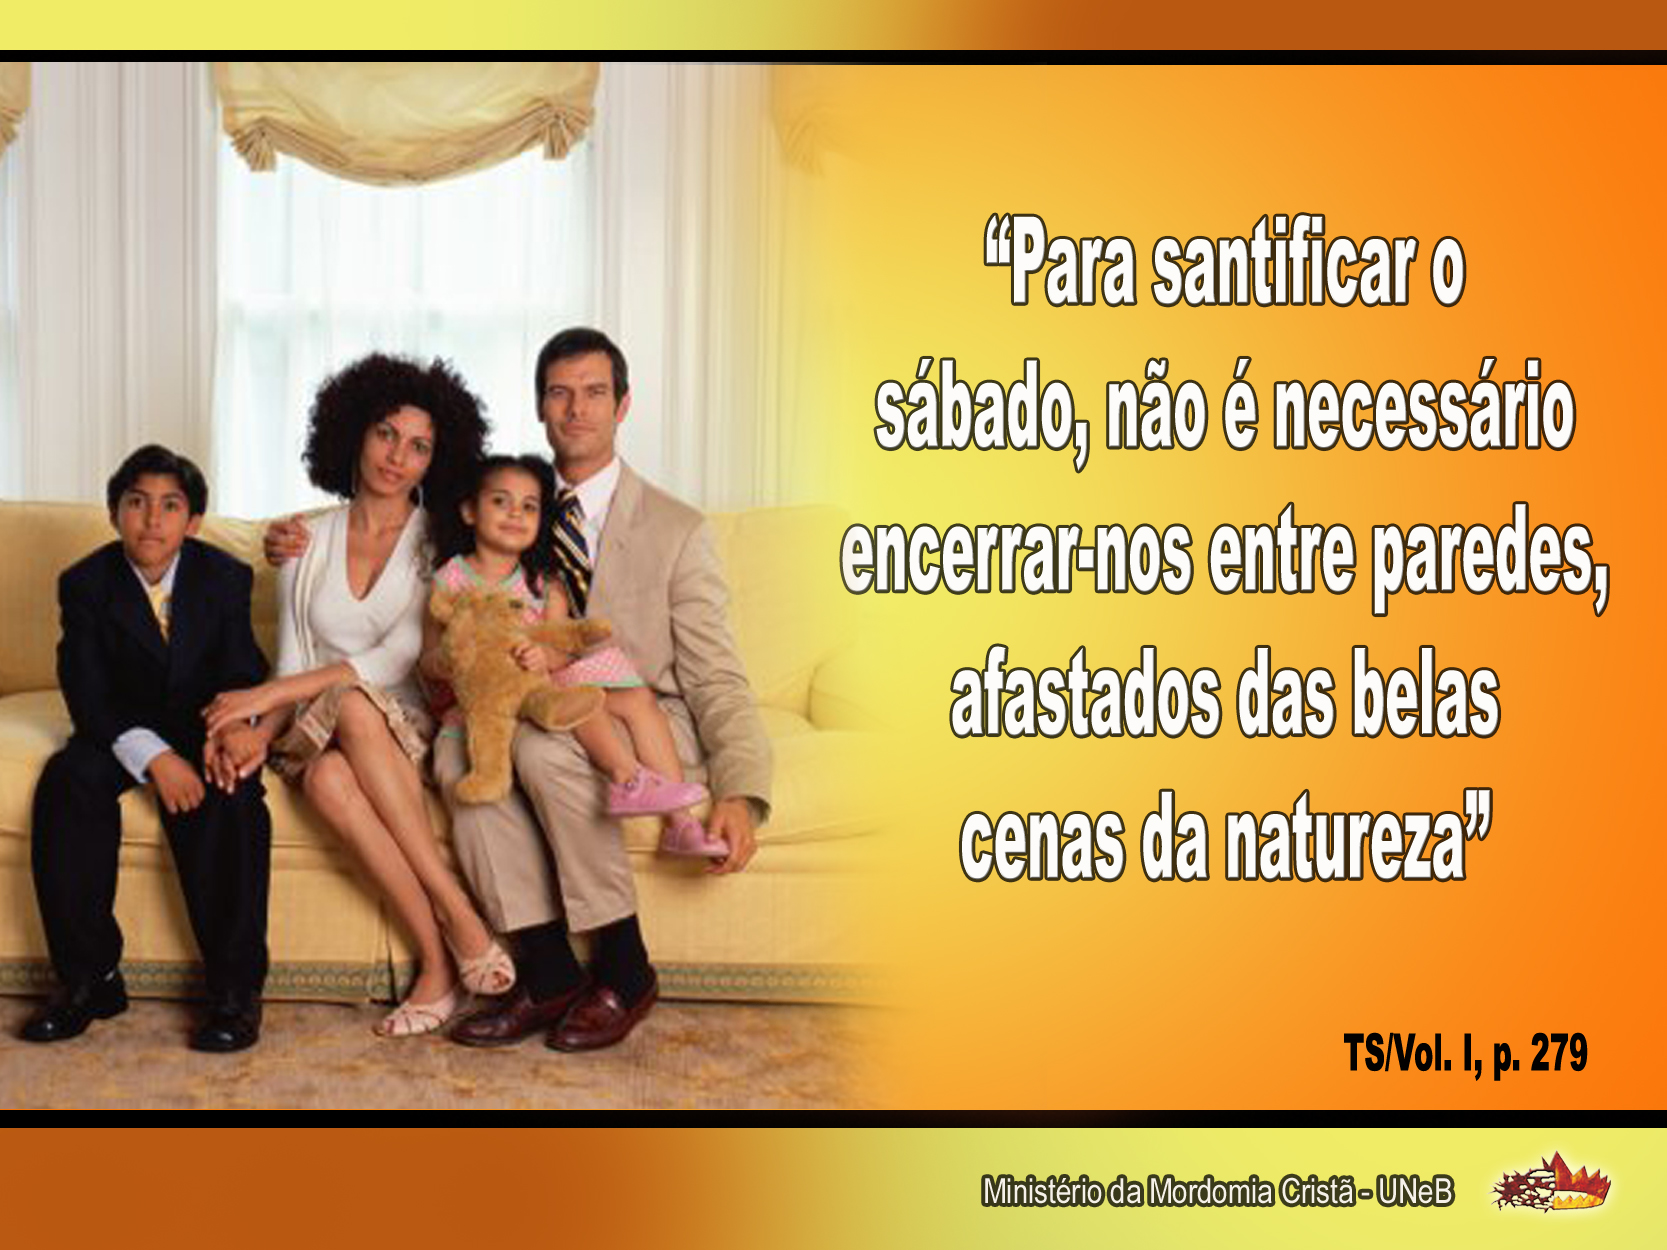 “Para santificar o
sábado, não é necessário
encerrar-nos entre paredes,
afastados das belas
cenas da natureza”
TS/Vol. I, p. 279
Ministério da Mordomia Cristã - UNeB